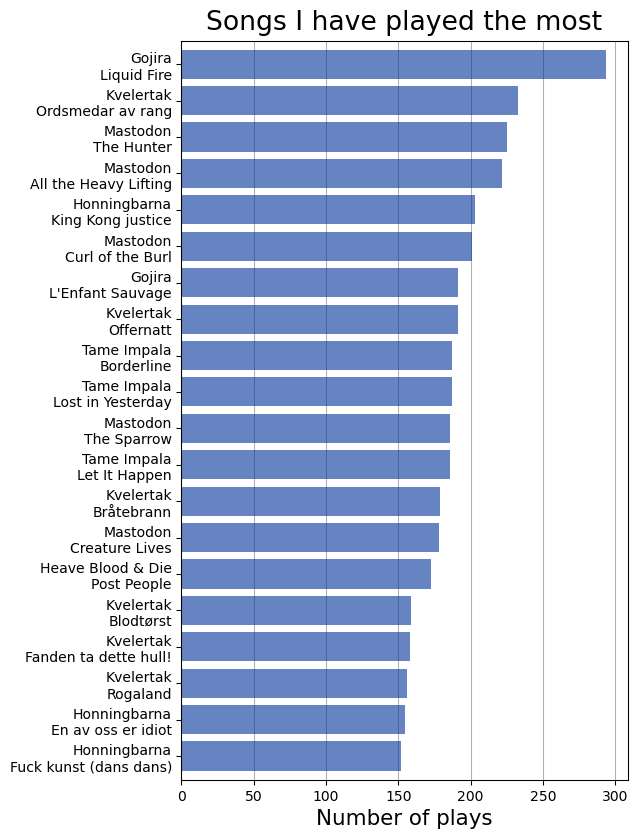 Songs I have played the most
Gojira
Liquid Fire
Kvelertak
Ordsmedar av rang
Mastodon
The Hunter
Mastodon
All the Heavy Lifting
Honningbarna
King Kong justice
Mastodon
Curl of the Burl
Gojira
L'Enfant Sauvage
Kvelertak
Offernatt
Tame Impala
Borderline
Tame Impala
Lost in Yesterday
Mastodon
The Sparrow
Tame Impala
Let It Happen
Kvelertak
Bråtebrann
Mastodon
Creature Lives
Heave Blood & Die
Post People
Kvelertak
Blodtørst
Kvelertak
Fanden ta dette hull!
Kvelertak
Rogaland
Honningbarna
En av oss er idiot
Honningbarna
Fuck kunst (dans dans)
0 50 100 150 200 250 300
Number of plays